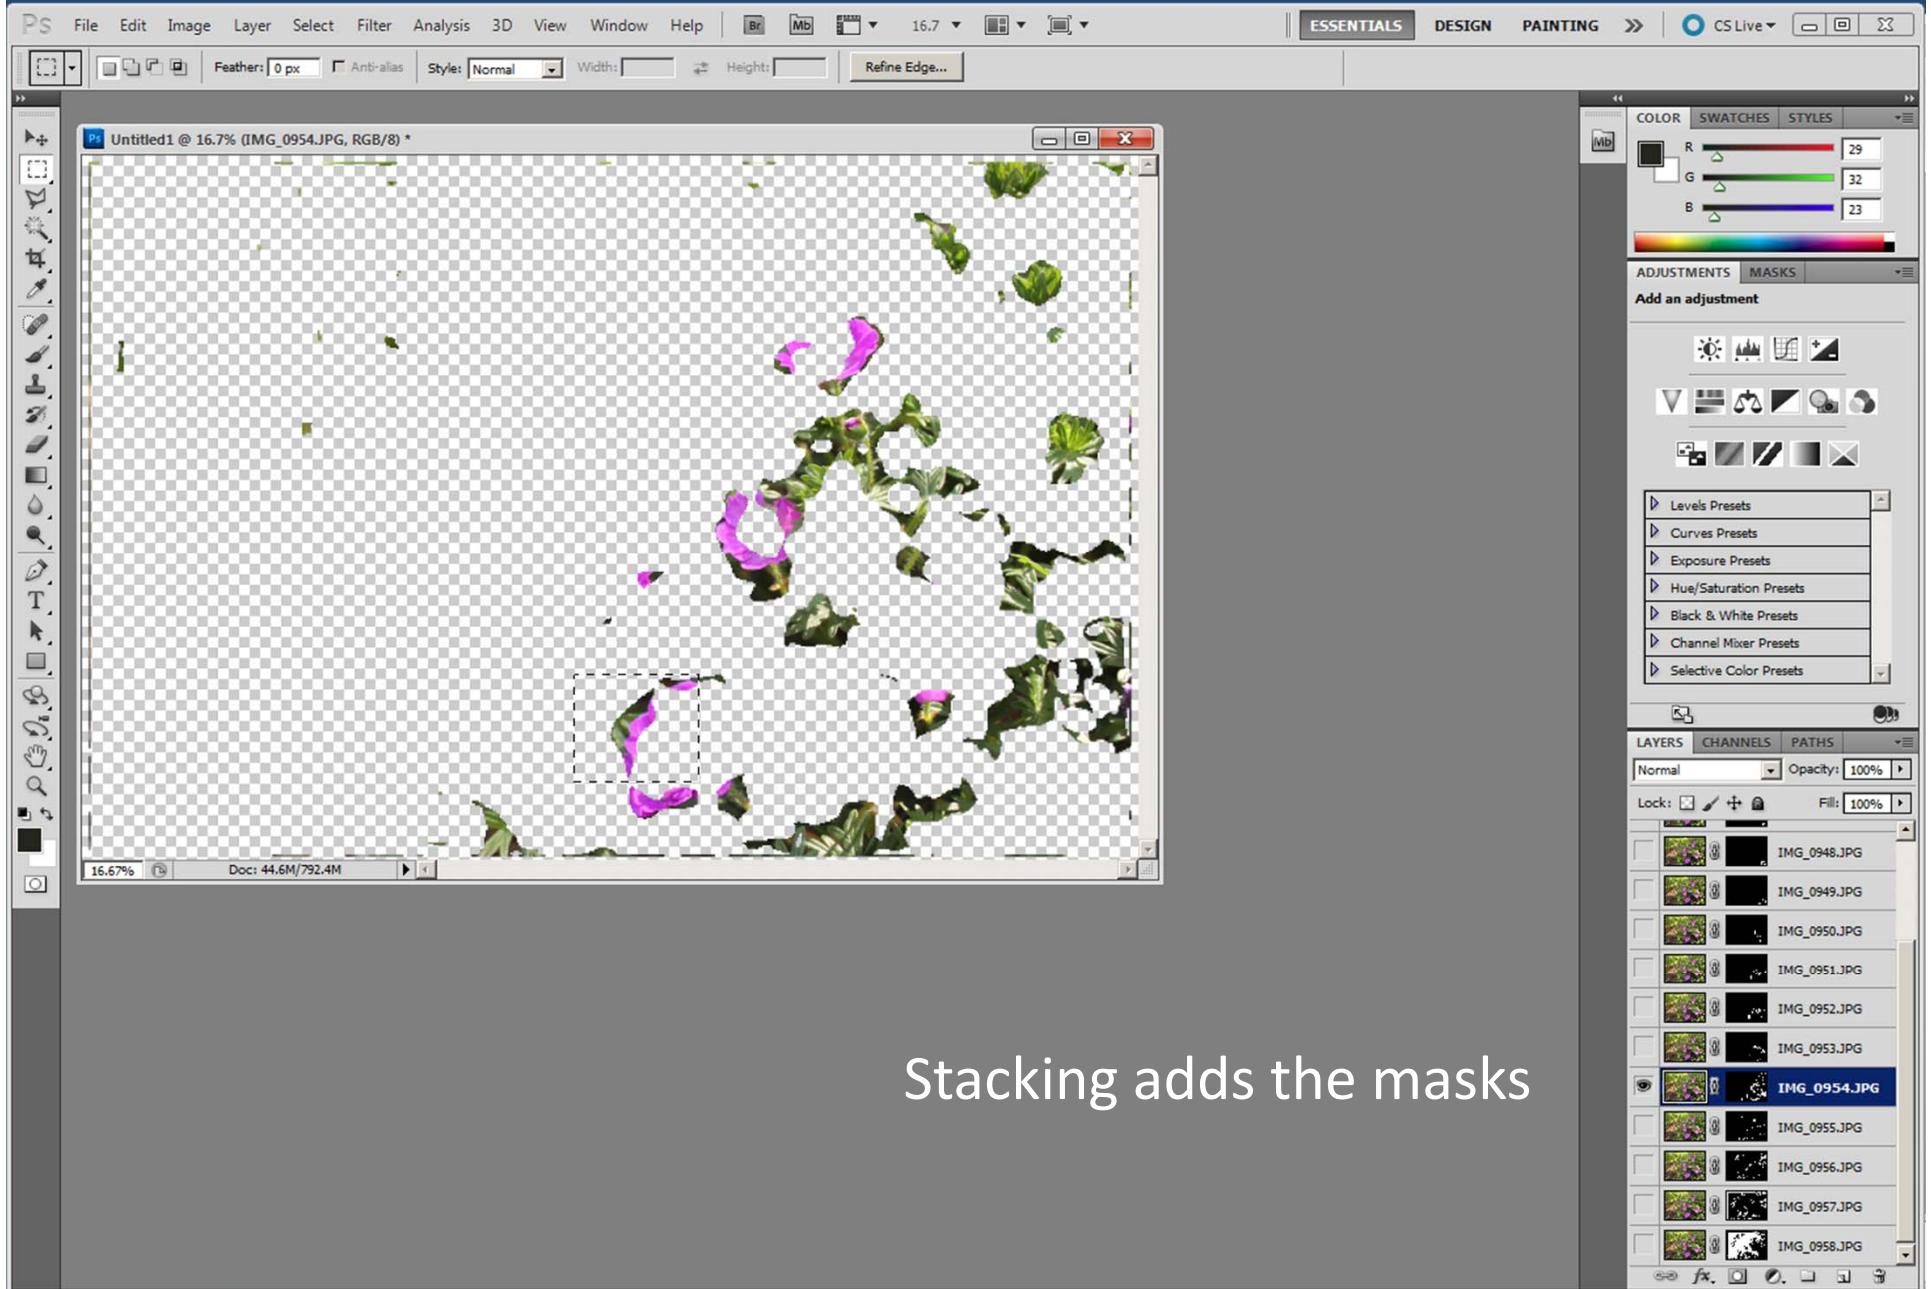 Ps File Edit Image Layer Select Filter Analysis 3D View Window Help Br Mb 16.7 ESSENTIALS DESIGN PAINTING CS Live
Feather: 0 px Anti-alias Style: Normal Width: Height: Refine Edge...
Ps Untitled1 @ 16.7% (IMG_0954.JPG, RGB/8) *
T
16.67% Doc: 44.6M/792.4M
Mb
COLOR SWATCHES STYLES
R 29
G 32
B 23
ADJUSTMENTS MASKS
Add an adjustment
Levels Presets
Curves Presets
Exposure Presets
Hue/Saturation Presets
Black & White Presets
Channel Mixer Presets
Selective Color Presets
LAYERS CHANNELS PATHS
Normal Opacity: 100%
Lock: Fill: 100%
IMG_0948.JPG
IMG_0949.JPG
IMG_0950.JPG
IMG_0951.JPG
IMG_0952.JPG
IMG_0953.JPG
IMG_0954.JPG
IMG_0955.JPG
IMG_0956.JPG
IMG_0957.JPG
IMG_0958.JPG
fx.
Stacking adds the masks